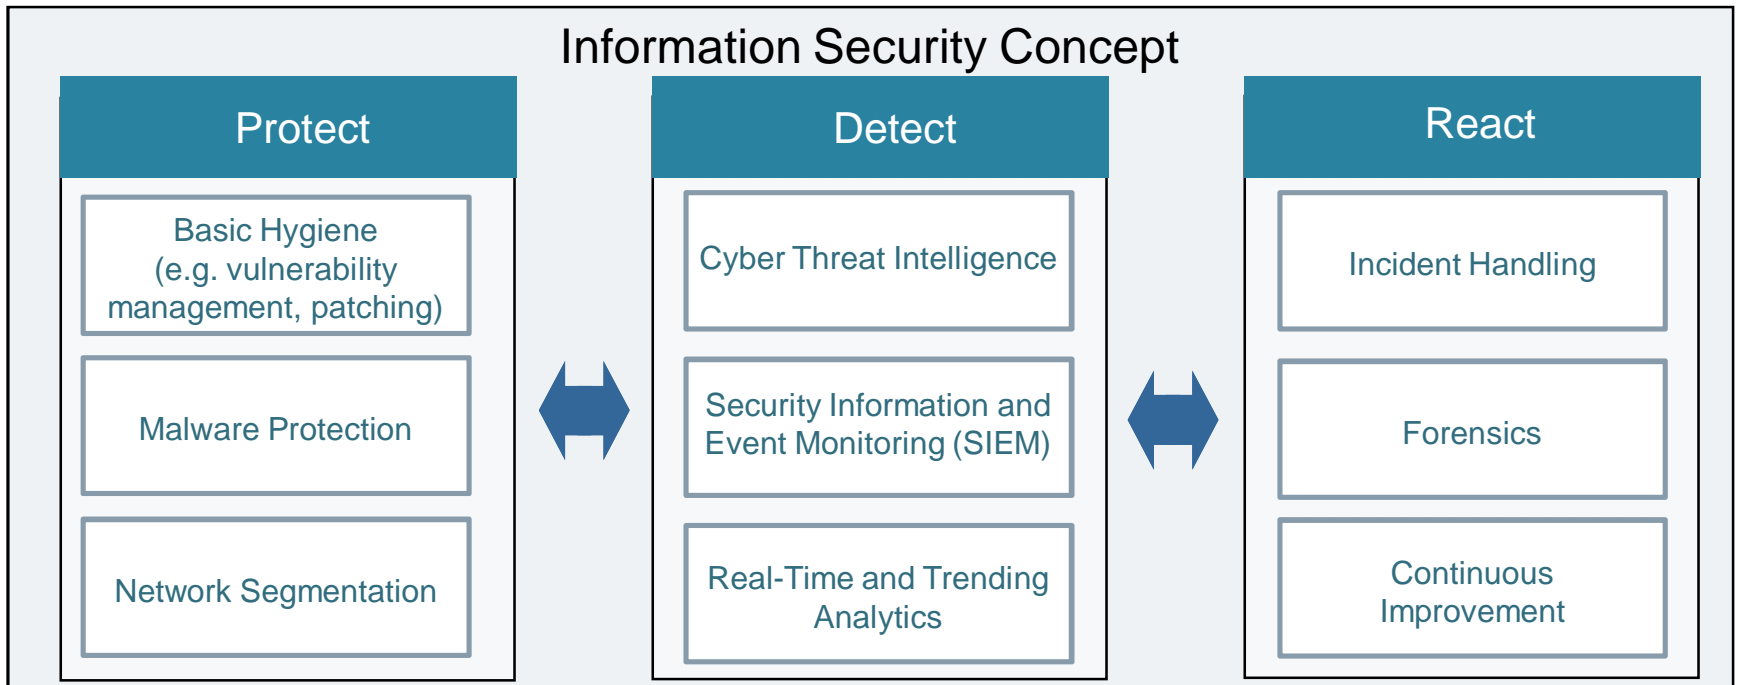 Information Security Concept
Protect
Basic Hygiene
(e.g. vulnerability
management, patching)
Malware Protection
Network Segmentation
Detect
Cyber Threat Intelligence
Security Information and
Event Monitoring (SIEM)
Real-Time and Trending
Analytics
React
Incident Handling
Forensics
Continuous
Improvement